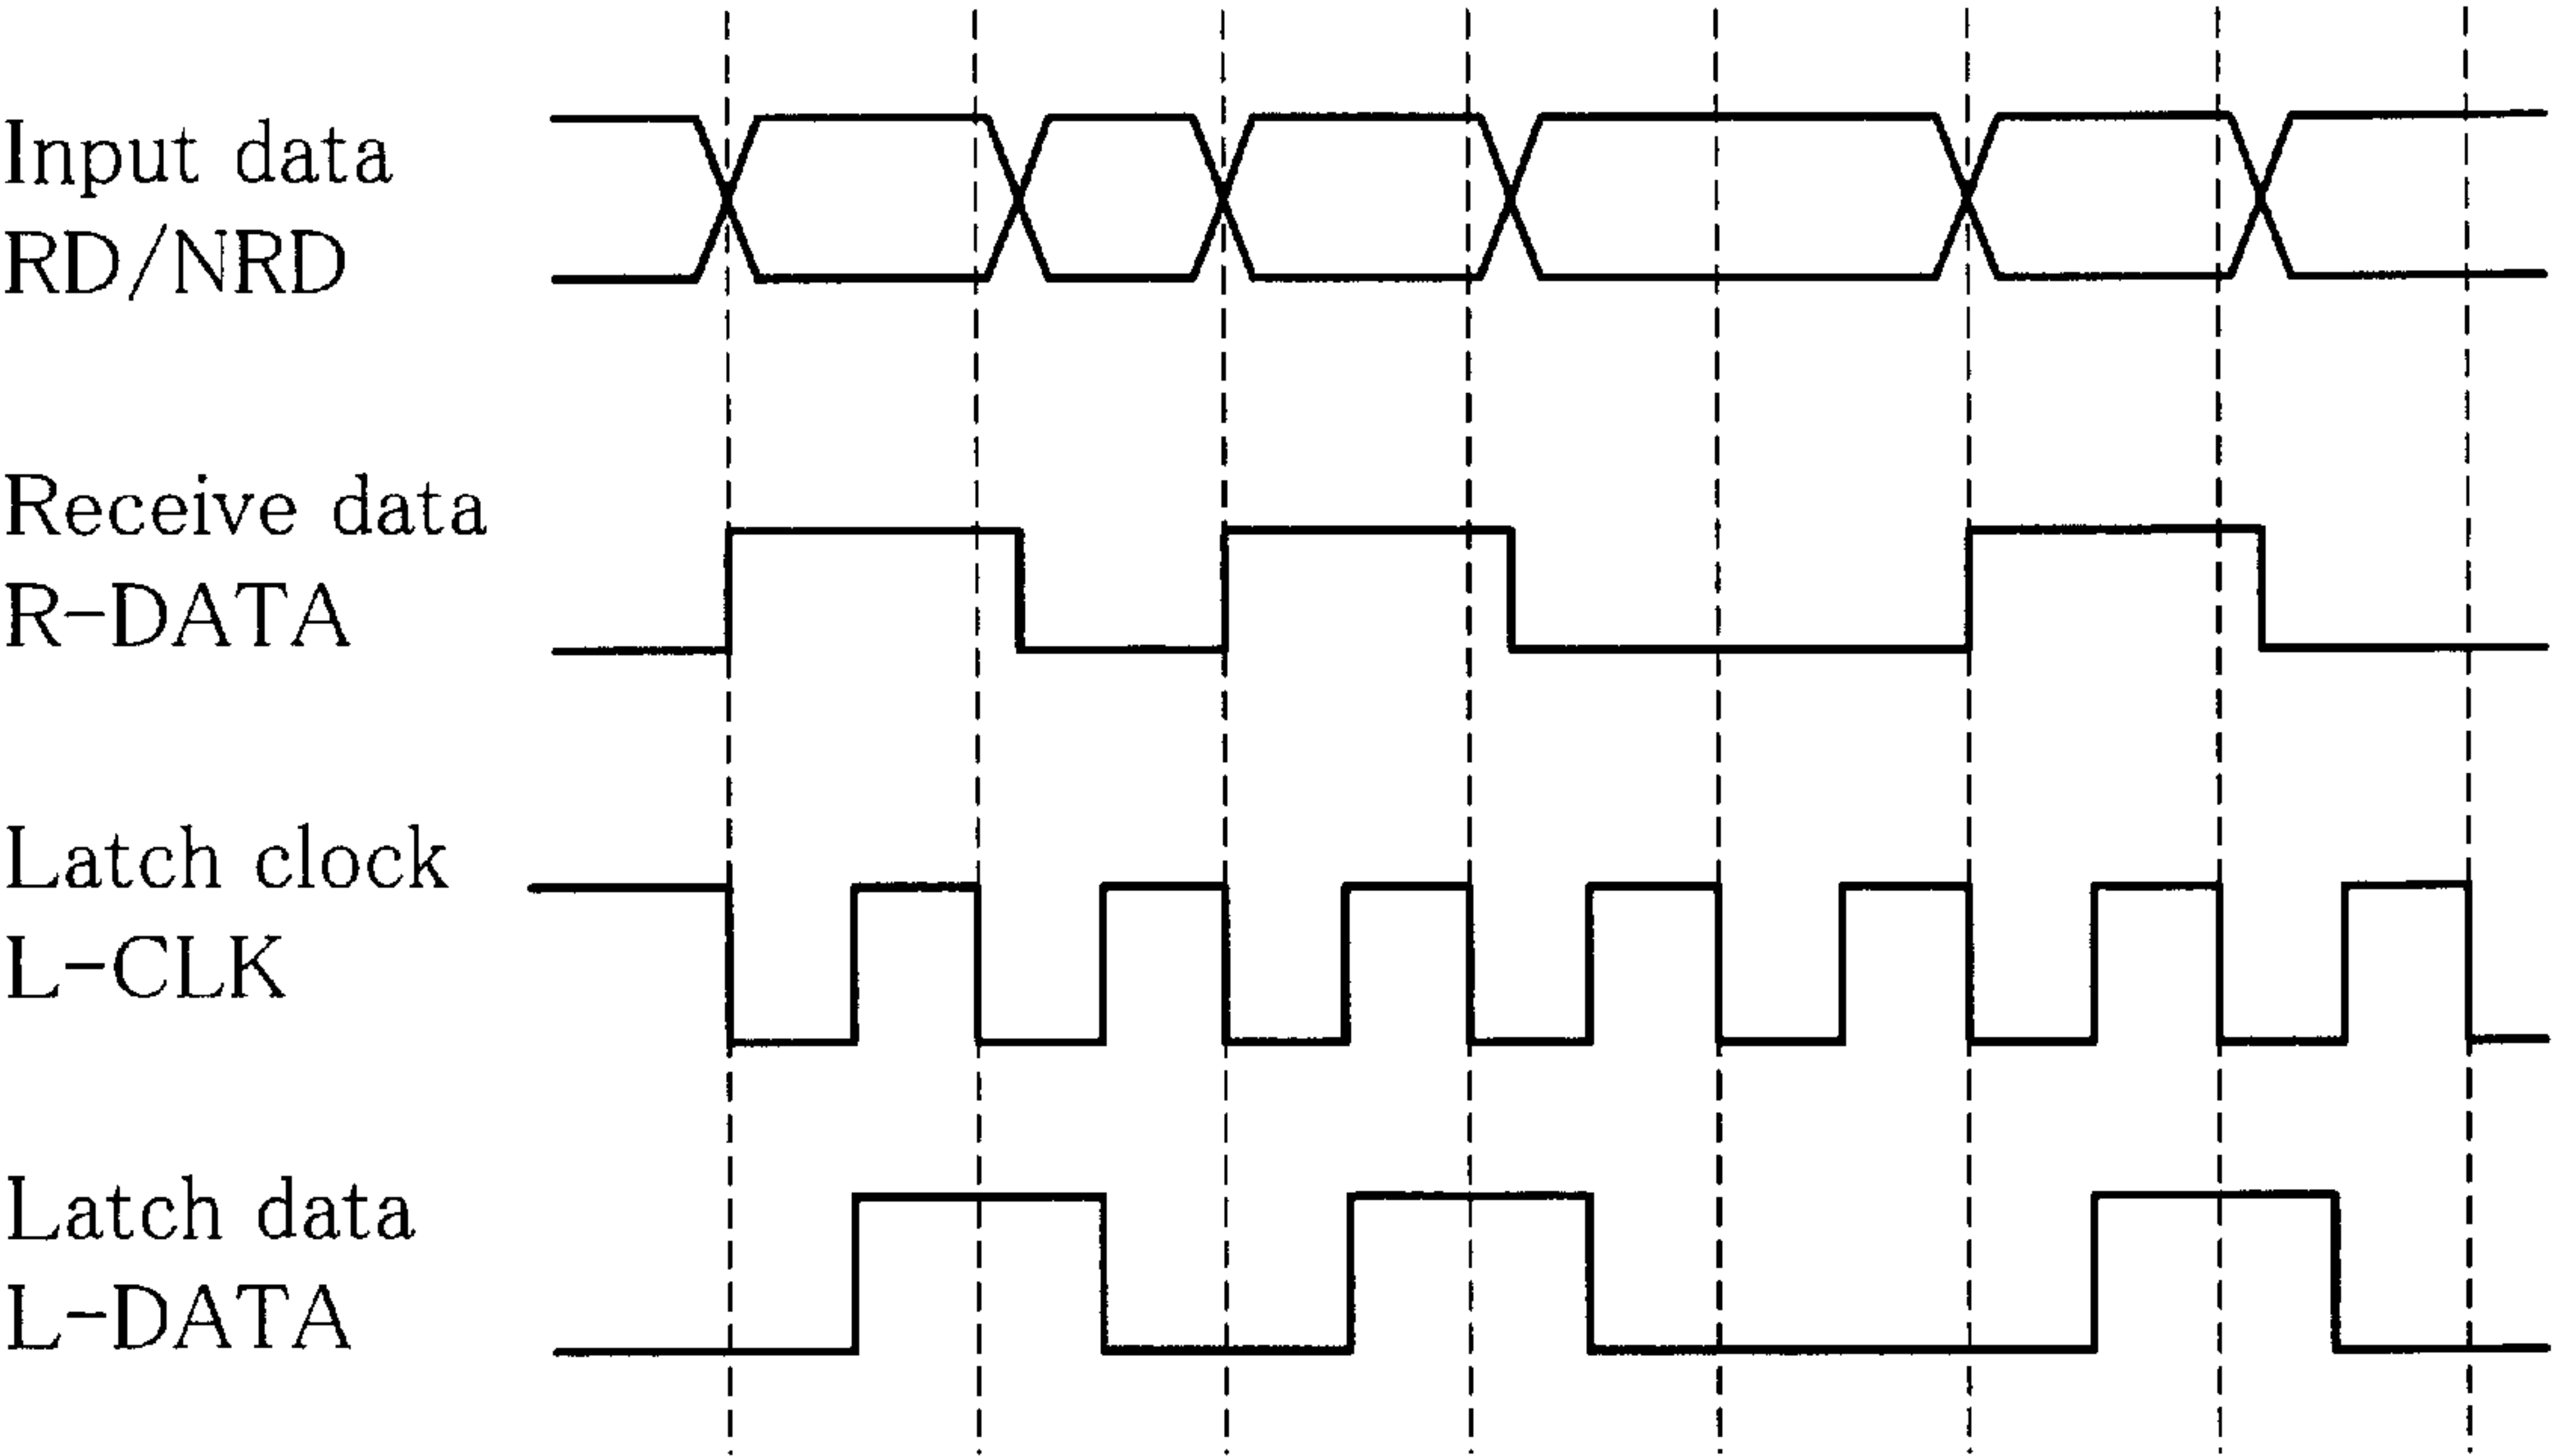 Input data
RD/NRD
Receive data
R-DATA
Latch clock
L-CLK
Latch data
L-DATA